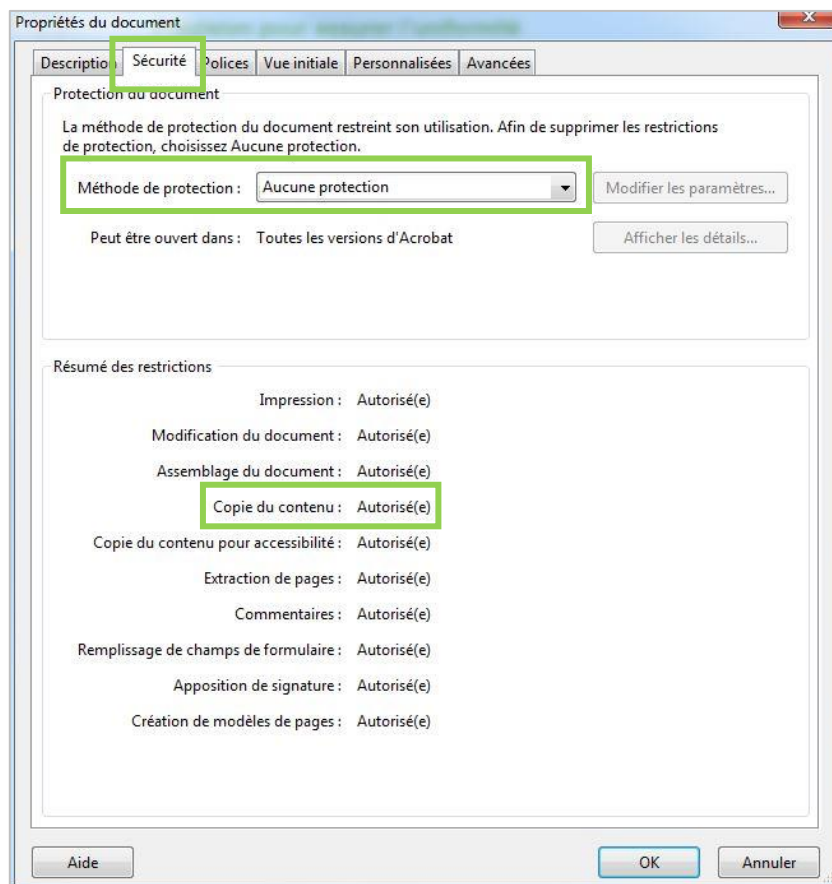 Propriétés du document
Description Sécurité Polices Vue initiale Personnalisées Avancées
Protection du document
La méthode de protection du document restreint son utilisation. Afin de supprimer les restrictions
de protection, choisissez Aucune protection.
Méthode de protection : Aucune protection Modifier les paramètres...
Peut être ouvert dans : Toutes les versions d'Acrobat Afficher les détails...
Résumé des restrictions
Impression : Autorisé(e)
Modification du document : Autorisé(e)
Assemblage du document : Autorisé(e)
Copie du contenu : Autorisé(e)
Copie du contenu pour accessibilité : Autorisé(e)
Extraction de pages : Autorisé(e)
Commentaires : Autorisé(e)
Remplissage de champs de formulaire : Autorisé(e)
Apposition de signature : Autorisé(e)
Création de modèles de pages : Autorisé(e)
Aide OK Annuler